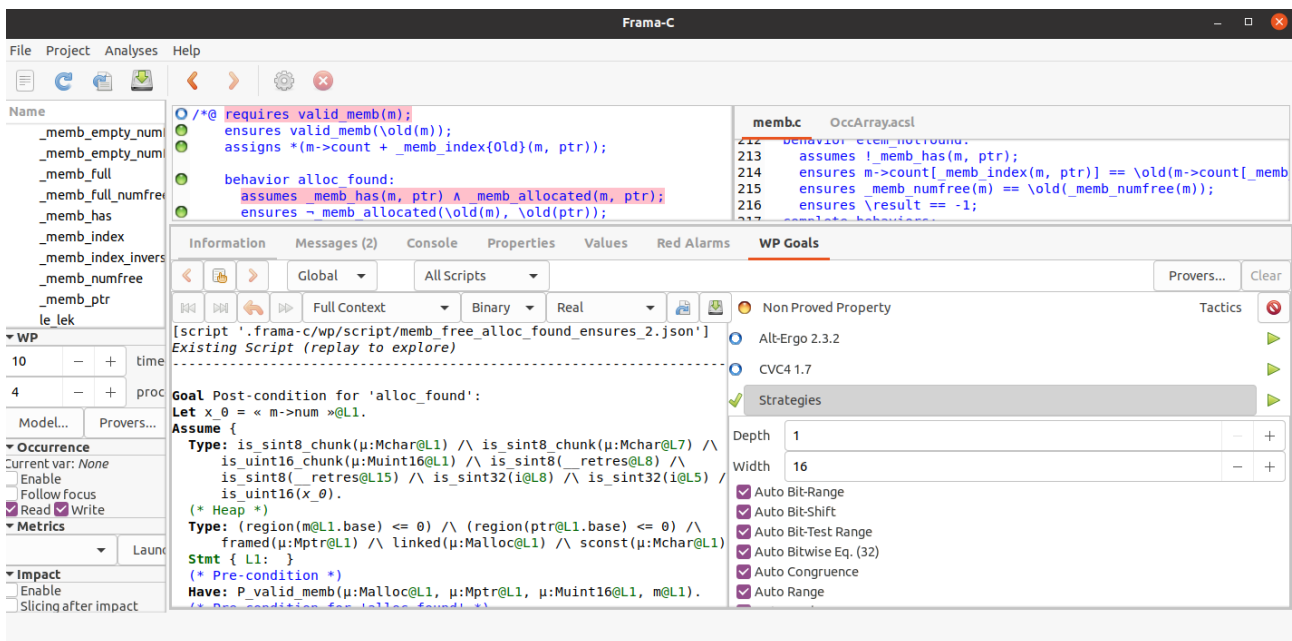 Frama-C
File Project Analyses Help
Name
_memb_empty_num
_memb_empty_num
_memb_full
_memb_full_numfree
_memb_has
_memb_index
_memb_index_invers
_memb_numfree
_memb_ptr
le_lek
WP
10 − + time
4 − + proc
Model... Provers...
Occurrence
Current var: None
Enable
Follow focus
Read Write
Metrics
Launc
Impact
Enable
Slicing after impact
/*@ requires valid_memb(m);
ensures valid_memb(\old(m));
assigns *(m->count + _memb_index{Old}(m, ptr));
behavior alloc_found:
assumes _memb_has(m, ptr) ∧ _memb_allocated(m, ptr);
ensures ¬_memb_allocated(\old(m), \old(ptr));
memb.c OccArray.acsl
212 behavior elem_notfound:
213 assumes !_memb_has(m, ptr);
214 ensures m->count[_memb_index(m, ptr)] == \old(m->count[_memb
215 ensures _memb_numfree(m) == \old(_memb_numfree(m));
216 ensures \result == -1;
217 complete behaviors;
Information Messages (2) Console Properties Values Red Alarms WP Goals
Global All Scripts Provers... Clear
Full Context Binary Real Non Proved Property Tactics
[script '.frama-c/wp/script/memb_free_alloc_found_ensures_2.json']
Existing Script (replay to explore)
--------------------------------------------------------------------
Goal Post-condition for 'alloc_found':
Let x_0 = « m->num »@L1.
Assume {
Type: is_sint8_chunk(μ:Mchar@L1) /\ is_sint8_chunk(μ:Mchar@L7) /\
is_uint16_chunk(μ:Muint16@L1) /\ is_sint8(__retres@L8) /\
is_sint8(__retres@L15) /\ is_sint32(i@L8) /\ is_sint32(i@L5) /
is_uint16(x_0).
(* Heap *)
Type: (region(m@L1.base) <= 0) /\ (region(ptr@L1.base) <= 0) /\
framed(μ:Mptr@L1) /\ linked(μ:Malloc@L1) /\ sconst(μ:Mchar@L1)
Stmt { L1: }
(* Pre-condition *)
Have: P_valid_memb(μ:Malloc@L1, μ:Mptr@L1, μ:Muint16@L1, m@L1).
(* Pre-condition for 'alloc_found' *)
Alt-Ergo 2.3.2
CVC4 1.7
Strategies
Depth 1 − +
Width 16 − +
Auto Bit-Range
Auto Bit-Shift
Auto Bit-Test Range
Auto Bitwise Eq. (32)
Auto Congruence
Auto Range